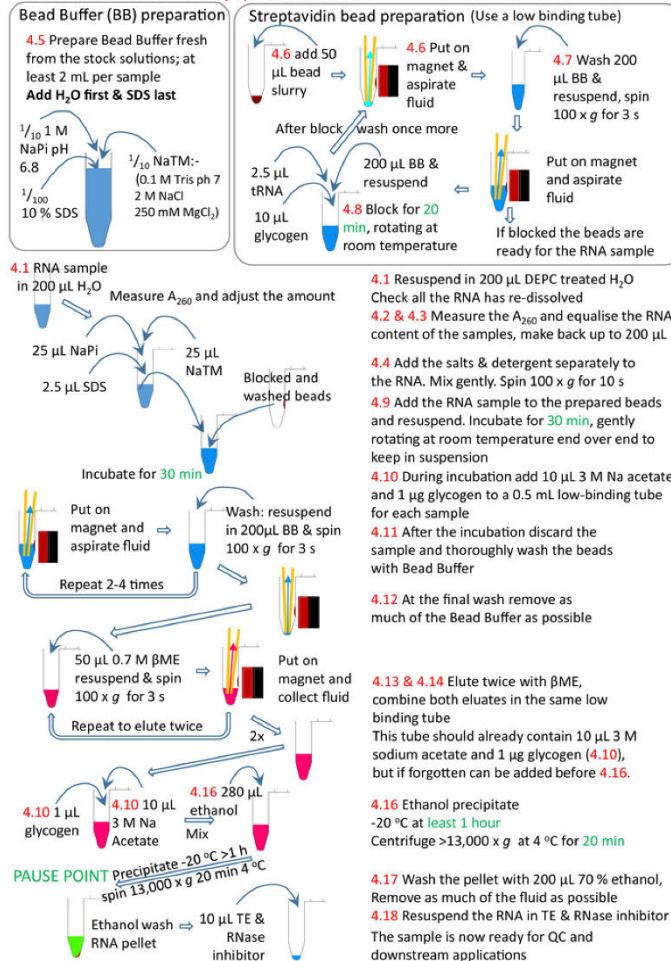 Bead Buffer (BB) preparation
4.5 Prepare Bead Buffer fresh
from the stock solutions; at
least 2 mL per sample
Add H₂O first & SDS last
¹/₁₀ 1 M
NaPi pH
6.8
¹/₁₀ NaTM:-
(0.1 M Tris ph 7
2 M NaCl
250 mM MgCl₂)
¹/₁₀₀
10 % SDS
Streptavidin bead preparation (Use a low binding tube)
4.6 add 50
µL bead
slurry
4.6 Put on
magnet &
aspirate
fluid
4.7 Wash 200
µL BB &
resuspend, spin
100 x g for 3 s
After block wash once more
2.5 µL
tRNA
200 µL BB &
resuspend
Put on magnet
and aspirate
fluid
10 µL
glycogen
4.8 Block for 20
min, rotating at
room temperature
If blocked the beads are
ready for the RNA sample
4.1 RNA sample
in 200 µL H₂O
Measure A₂₆₀ and adjust the amount
25 µL NaPi
25 µL
NaTM
2.5 µL SDS
Blocked and
washed beads
Incubate for 30 min
4.1 Resuspend in 200 µL DEPC treated H₂O
Check all the RNA has re-dissolved
4.2 & 4.3 Measure the A₂₆₀ and equalise the RNA
content of the samples, make back up to 200 µL
4.4 Add the salts & detergent separately to
the RNA. Mix gently. Spin 100 x g for 10 s
4.9 Add the RNA sample to the prepared beads
and resuspend. Incubate for 30 min, gently
rotating at room temperature end over end to
keep in suspension
4.10 During incubation add 10 µL 3 M Na acetate
and 1 µg glycogen to a 0.5 mL low-binding tube
for each sample
4.11 After the incubation discard the
sample and thoroughly wash the beads
with Bead Buffer
Put on
magnet and
aspirate fluid
Wash: resuspend
in 200µL BB & spin
100 x g for 3 s
Repeat 2-4 times
4.12 At the final wash remove as
much of the Bead Buffer as possible
50 µL 0.7 M βME
resuspend & spin
100 x g for 3 s
Put on
magnet and
collect fluid
Repeat to elute twice
2x
4.13 & 4.14 Elute twice with βME,
combine both eluates in the same low
binding tube
This tube should already contain 10 µL 3 M
sodium acetate and 1 µg glycogen (4.10),
but if forgotten can be added before 4.16.
4.10 1 µL
glycogen
4.10 10 µL
3 M Na
Acetate
4.16 280 µL
ethanol
Mix
4.16 Ethanol precipitate
-20 °C at least 1 hour
Centrifuge >13,000 x g at 4 °C for 20 min
PAUSE POINT
Precipitate -20 °C >1 h
spin 13,000 x g 20 min 4 °C
Ethanol wash
RNA pellet
10 µL TE &
RNase
inhibitor
4.17 Wash the pellet with 200 µL 70 % ethanol,
Remove as much of the fluid as possible
4.18 Resuspend the RNA in TE & RNase inhibitor
The sample is now ready for QC and
downstream applications